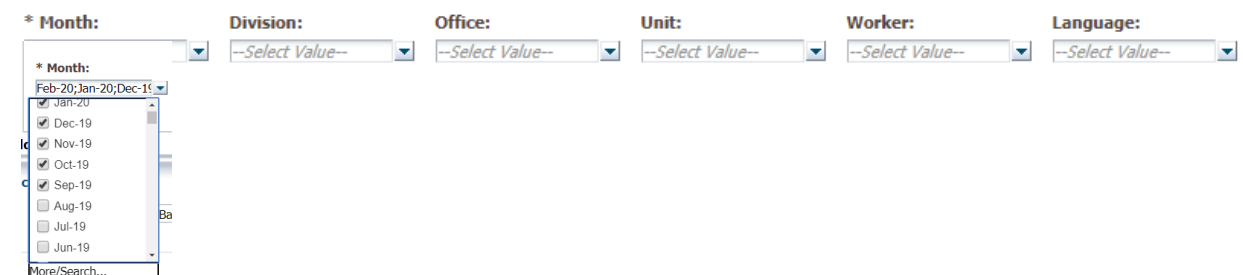 * Month: Division: Office: Unit: Worker: Language:
--Select Value-- --Select Value-- --Select Value-- --Select Value-- --Select Value--
* Month:
Feb-20;Jan-20;Dec-19
Jan-20
Dec-19
Nov-19
Oct-19
Sep-19
Aug-19
Ba
Jul-19
Jun-19
More/Search...